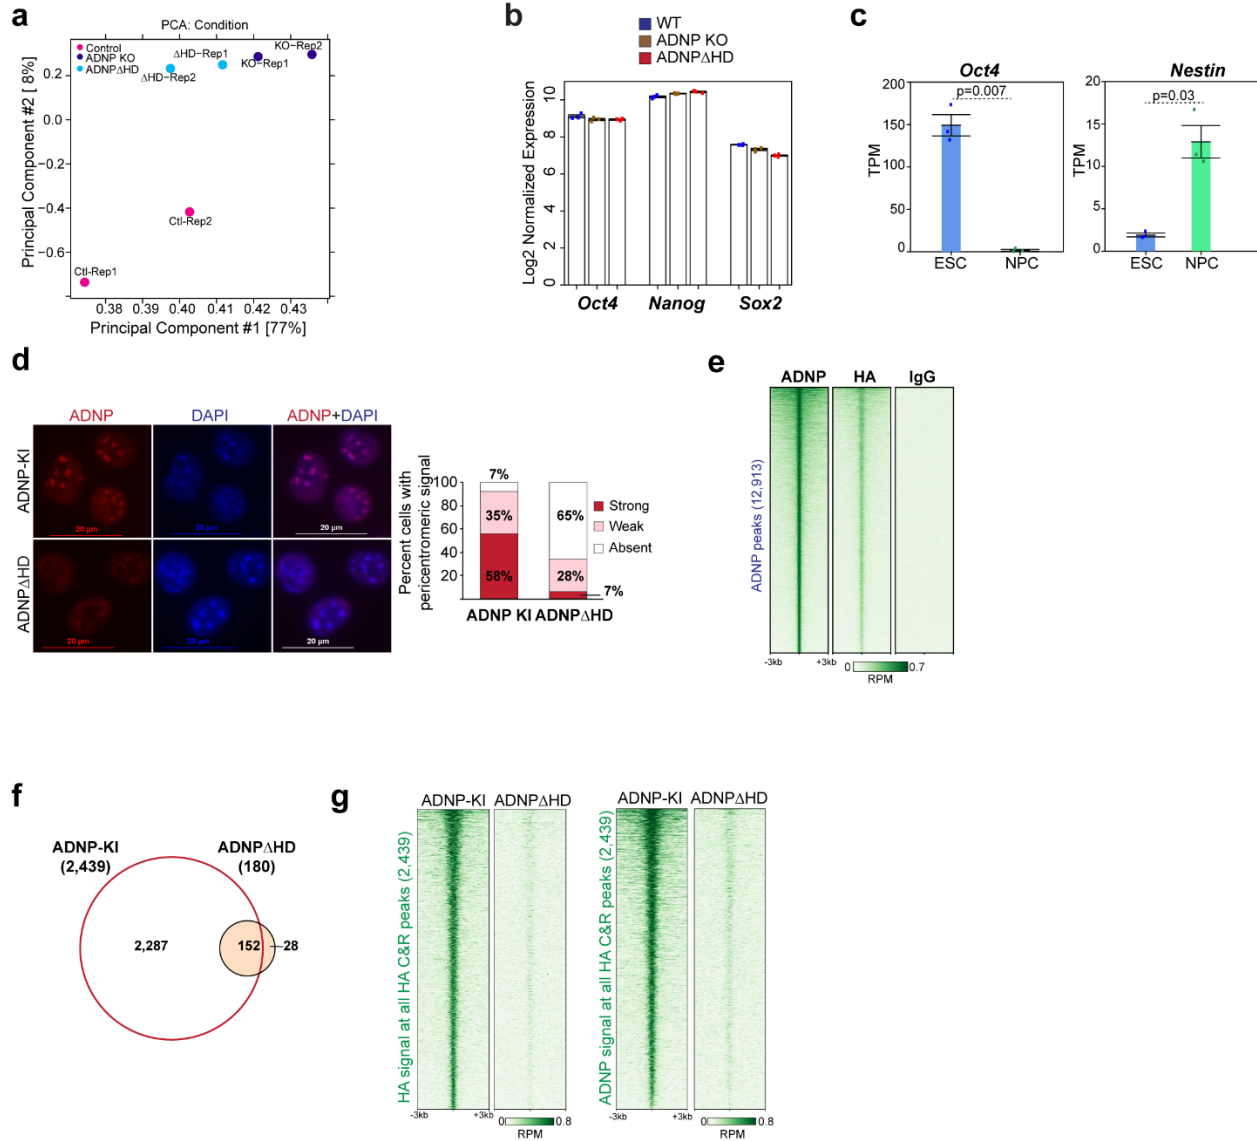 a
PCA: Condition
Control
ADNP KO
ADNPΔHD
ΔHD−Rep1
ΔHD−Rep2
KO−Rep2
KO−Rep1
Ctl-Rep2
Ctl-Rep1
0.2
0.0
−0.2
−0.4
−0.6
Principal Component #2 [ 8%]
0.38 0.39 0.40 0.41 0.42 0.43
Principal Component #1 [77%]
b
WT
ADNP KO
ADNPΔHD
Log2 Normalized Expression
10
8
6
4
2
0
Oct4 Nanog Sox2
c
Oct4
p=0.007
TPM
200
150
100
50
0
ESC NPC
Nestin
p=0.03
TPM
20
15
10
5
0
ESC NPC
d
ADNP DAPI ADNP+DAPI
ADNP-KI
20 µm 20 µm 20 µm
ADNPΔHD
20 µm 20 µm 20 µm
Percent cells with
pericentromeric signal
100
80
60
40
20
7%
35%
58%
65%
28%
7%
Strong
Weak
Absent
ADNP KI ADNPΔHD
e
ADNP HA IgG
ADNP peaks (12,913)
-3kb +3kb
0 0.7
RPM
f
ADNP-KI
(2,439)
ADNPΔHD
(180)
2,287 152 28
g
ADNP-KI ADNPΔHD
HA signal at all HA C&R peaks (2,439)
-3kb +3kb
0 0.8
RPM
ADNP-KI ADNPΔHD
ADNP signal at all HA C&R peaks (2,439)
-3kb +3kb
0 0.8
RPM